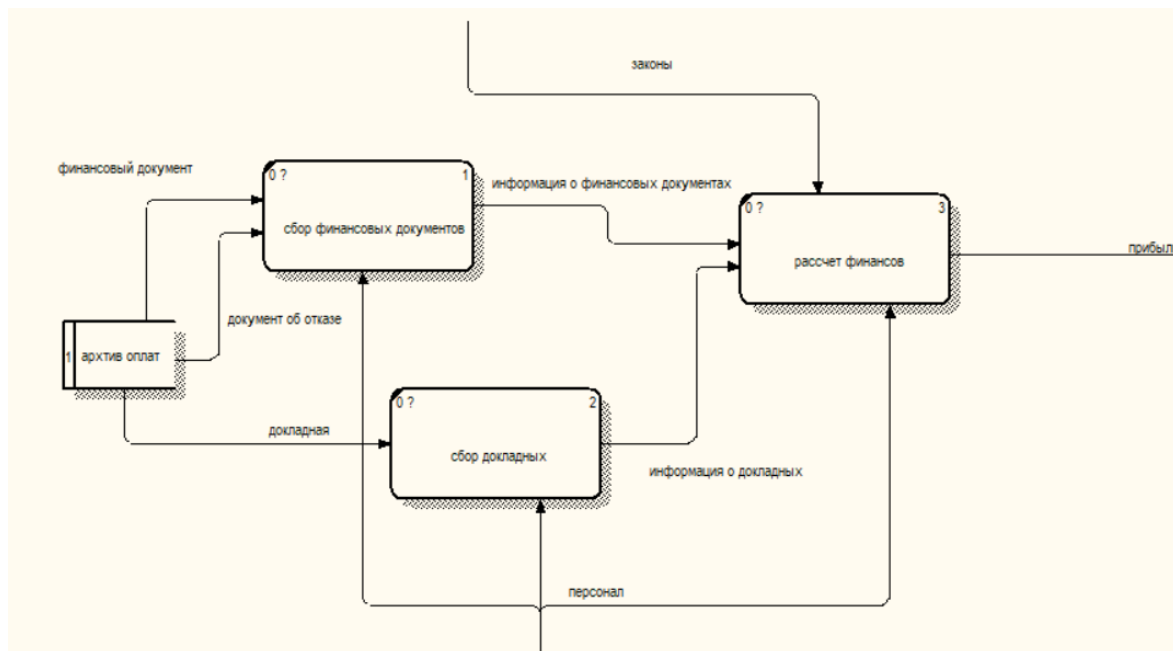 законы
финансовый документ
0 ?
1
сбор финансовых документов
информация о финансовых документах
0 ?
3
рассчет финансов
прибыл
документ об отказе
1
архтив оплат
0 ?
2
сбор докладных
докладная
информация о докладных
персонал